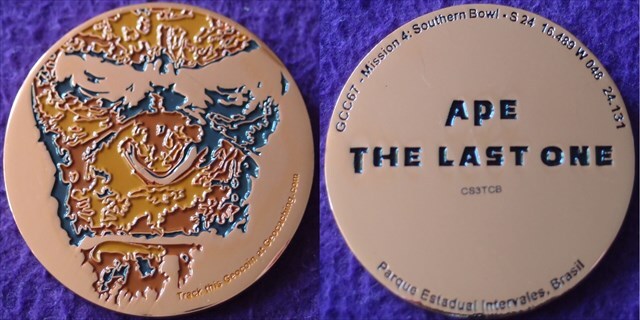 Track this Geocoin at Geocaching.com
GCC67 - Mission 4: Southern Bowl • S 24 16.489 W 048 24.131
APE
THE LAST ONE
CS3TCB
Parque Estadual Intervales, Brasil